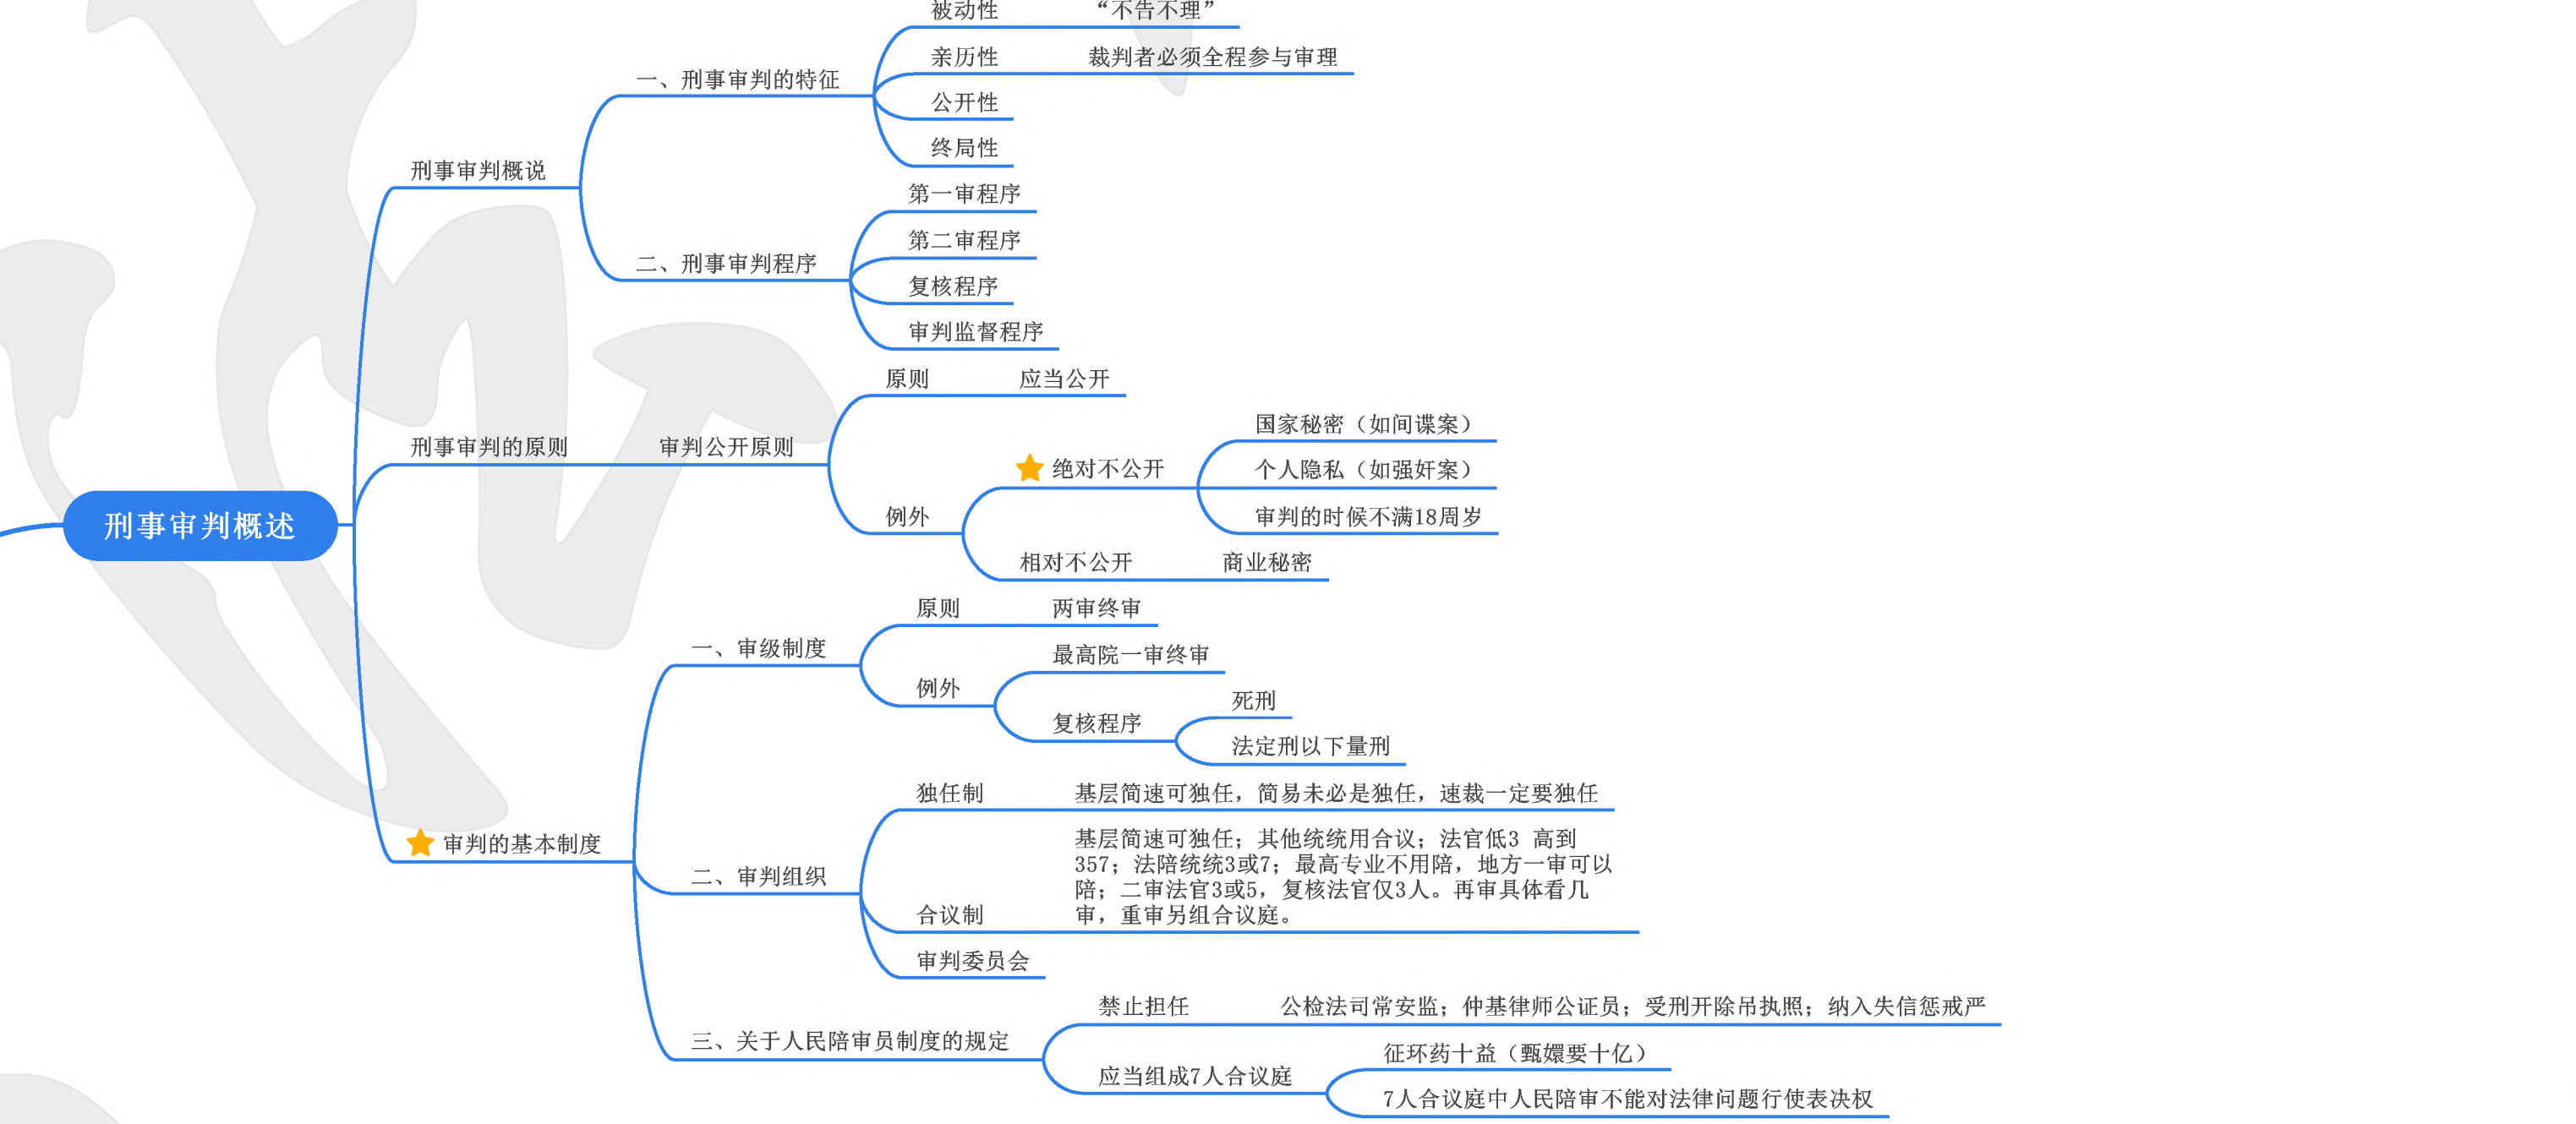 刑事审判概述
刑事审判概说
一、刑事审判的特征
被动性
“不告不理”
亲历性
裁判者必须全程参与审理
公开性
终局性
二、刑事审判程序
第一审程序
第二审程序
复核程序
审判监督程序
刑事审判的原则
审判公开原则
原则
应当公开
例外
绝对不公开
国家秘密（如间谍案）
个人隐私（如强奸案）
审判的时候不满18周岁
相对不公开
商业秘密
审判的基本制度
一、审级制度
原则
两审终审
例外
最高院一审终审
复核程序
死刑
法定刑以下量刑
二、审判组织
独任制
基层简速可独任，简易未必是独任，速裁一定要独任
合议制
基层简速可独任；其他统统用合议；法官低3 高到
357；法陪统统3或7；最高专业不用陪，地方一审可以
陪；二审法官3或5，复核法官仅3人。再审具体看几
审，重审另组合议庭。
审判委员会
三、关于人民陪审员制度的规定
禁止担任
公检法司常安监；仲基律师公证员；受刑开除吊执照；纳入失信惩戒严
应当组成7人合议庭
征环药十益（甄嬛要十亿）
7人合议庭中人民陪审不能对法律问题行使表决权